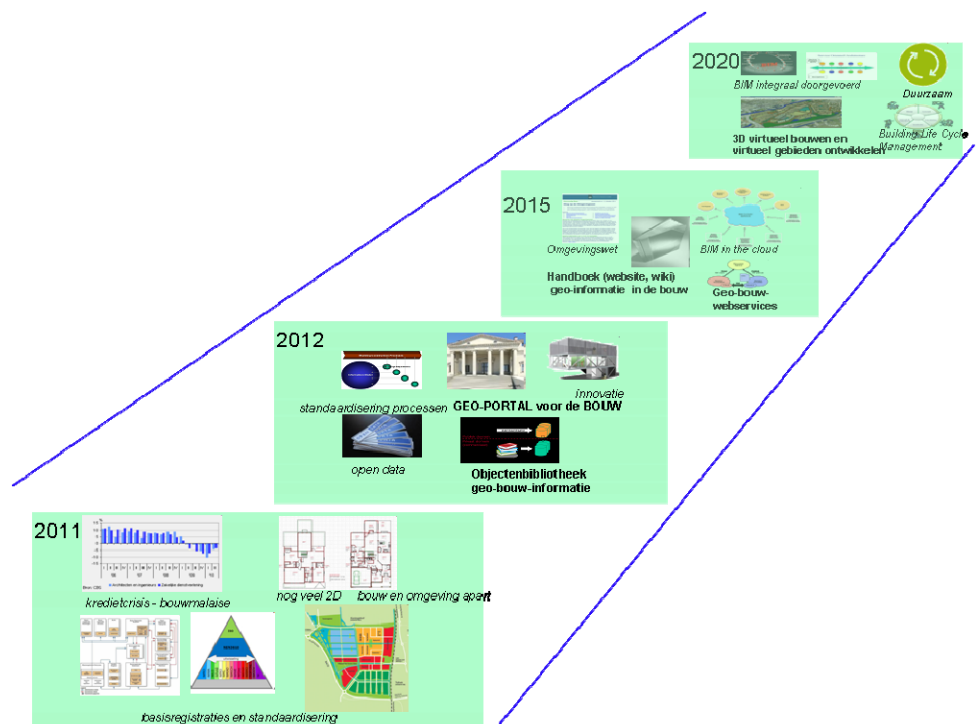 2020
BIM integraal doorgevoerd
Duurzaam
3D virtueel bouwen en
virtueel gebieden ontwikkelen
Building Life Cycle
Management
2015
Omgevingswet
BIM in the cloud
Handboek (website, wiki)
geo-informatie in de bouw
Geo-bouw-
webservices
2012
standaardisering processen
GEO-PORTAL voor de BOUW
innovatie
open data
Objectenbibliotheek
geo-bouw-informatie
2011
kredietcrisis - bouwmalaise
nog veel 2D
bouw en omgeving apart
basisregistraties en standaardisering